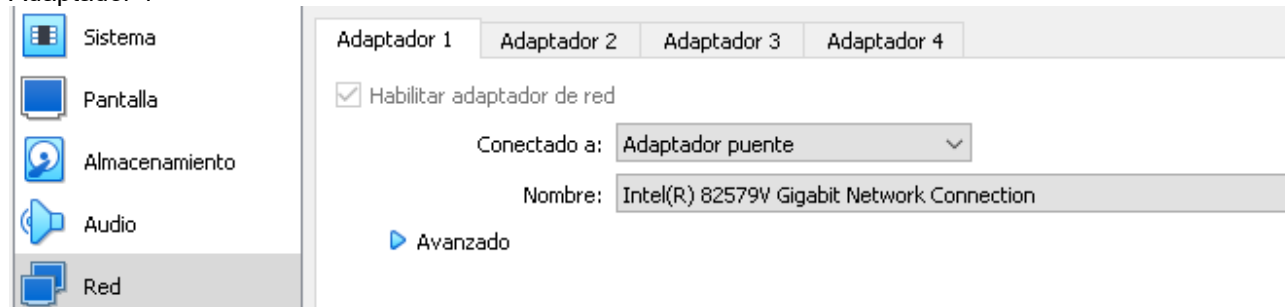 Sistema
Pantalla
Almacenamiento
Audio
Red
Adaptador 1 Adaptador 2 Adaptador 3 Adaptador 4
Habilitar adaptador de red
Conectado a: Adaptador puente
Nombre: Intel(R) 82579V Gigabit Network Connection
Avanzado